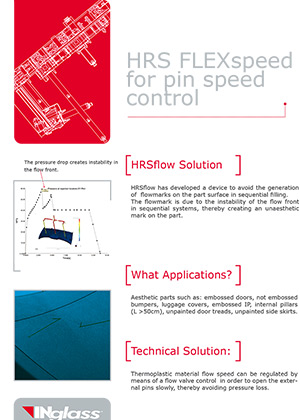 HRS FLEXspeed
for pin speed
control
The pressure drop creates instability in
the flow front.
HRSflow Solution
HRSflow has developed a device to avoid the generation
of flowmarks on the part surface in sequential filling.
The flowmark is due to the instability of the flow front
in sequential systems, thereby creating an unaesthetic
mark on the part.
What Applications?
Aesthetic parts such as: embossed doors, not embossed
bumpers, luggage covers, embossed IP, internal pillars
(L >50cm), unpainted door treads, unpainted side skirts.
Technical Solution:
Thermoplastic material flow speed can be regulated by
means of a flow valve control in order to open the exter-
nal pins slowly, thereby avoiding pressure loss.
INglass